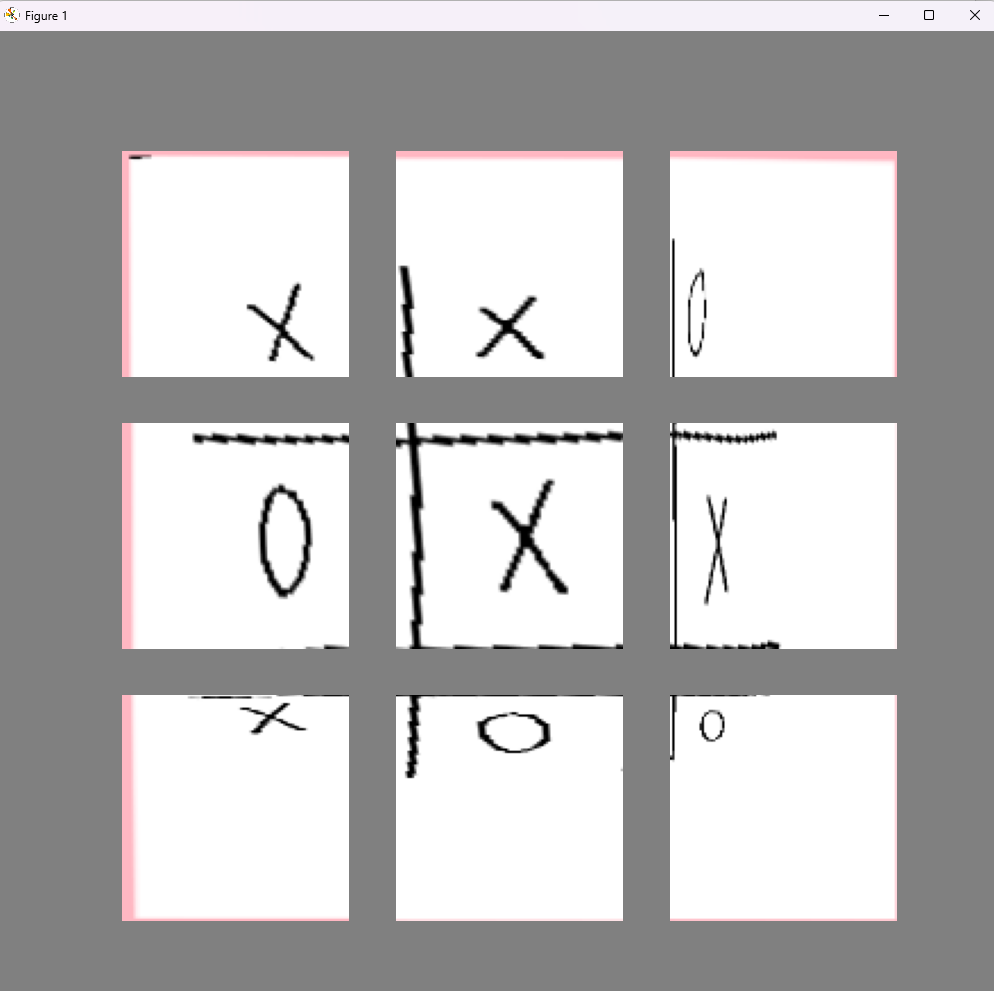 Figure 1
X X O
O X X
X O O